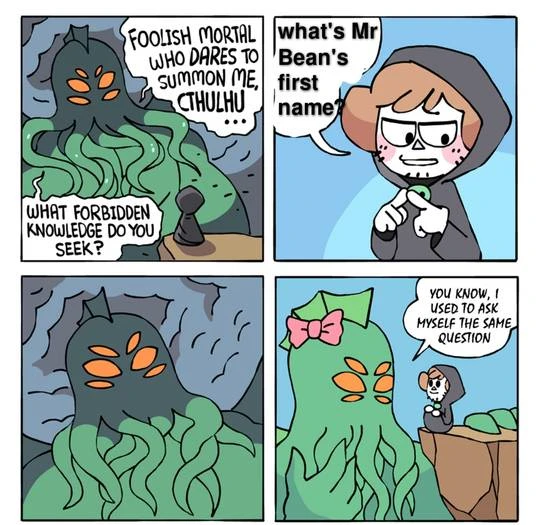 FOOLISH MORTAL
WHO DARES TO
SUMMON ME,
CTHULHU
...
WHAT FORBIDDEN
KNOWLEDGE DO YOU
SEEK?
what's Mr
Bean's
first
name?
YOU KNOW, I
USED TO ASK
MYSELF THE SAME
QUESTION